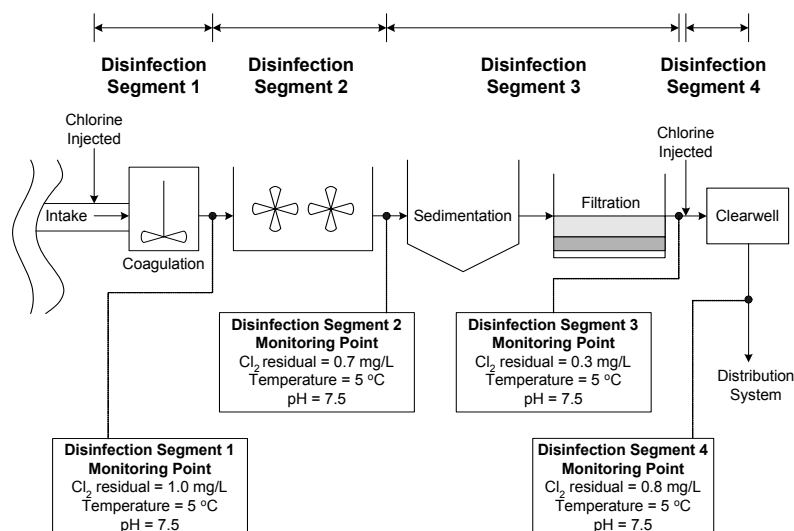 Disinfection
Segment 1
Disinfection
Segment 2
Disinfection
Segment 3
Disinfection
Segment 4
Chlorine
Injected
Chlorine
Injected
Intake
Coagulation
Sedimentation
Filtration
Clearwell
Disinfection Segment 2
Monitoring Point
Cl₂ residual = 0.7 mg/L
Temperature = 5 °C
pH = 7.5
Disinfection Segment 3
Monitoring Point
Cl₂ residual = 0.3 mg/L
Temperature = 5 °C
pH = 7.5
Distribution
System
Disinfection Segment 1
Monitoring Point
Cl₂ residual = 1.0 mg/L
Temperature = 5 °C
pH = 7.5
Disinfection Segment 4
Monitoring Point
Cl₂ residual = 0.8 mg/L
Temperature = 5 °C
pH = 7.5